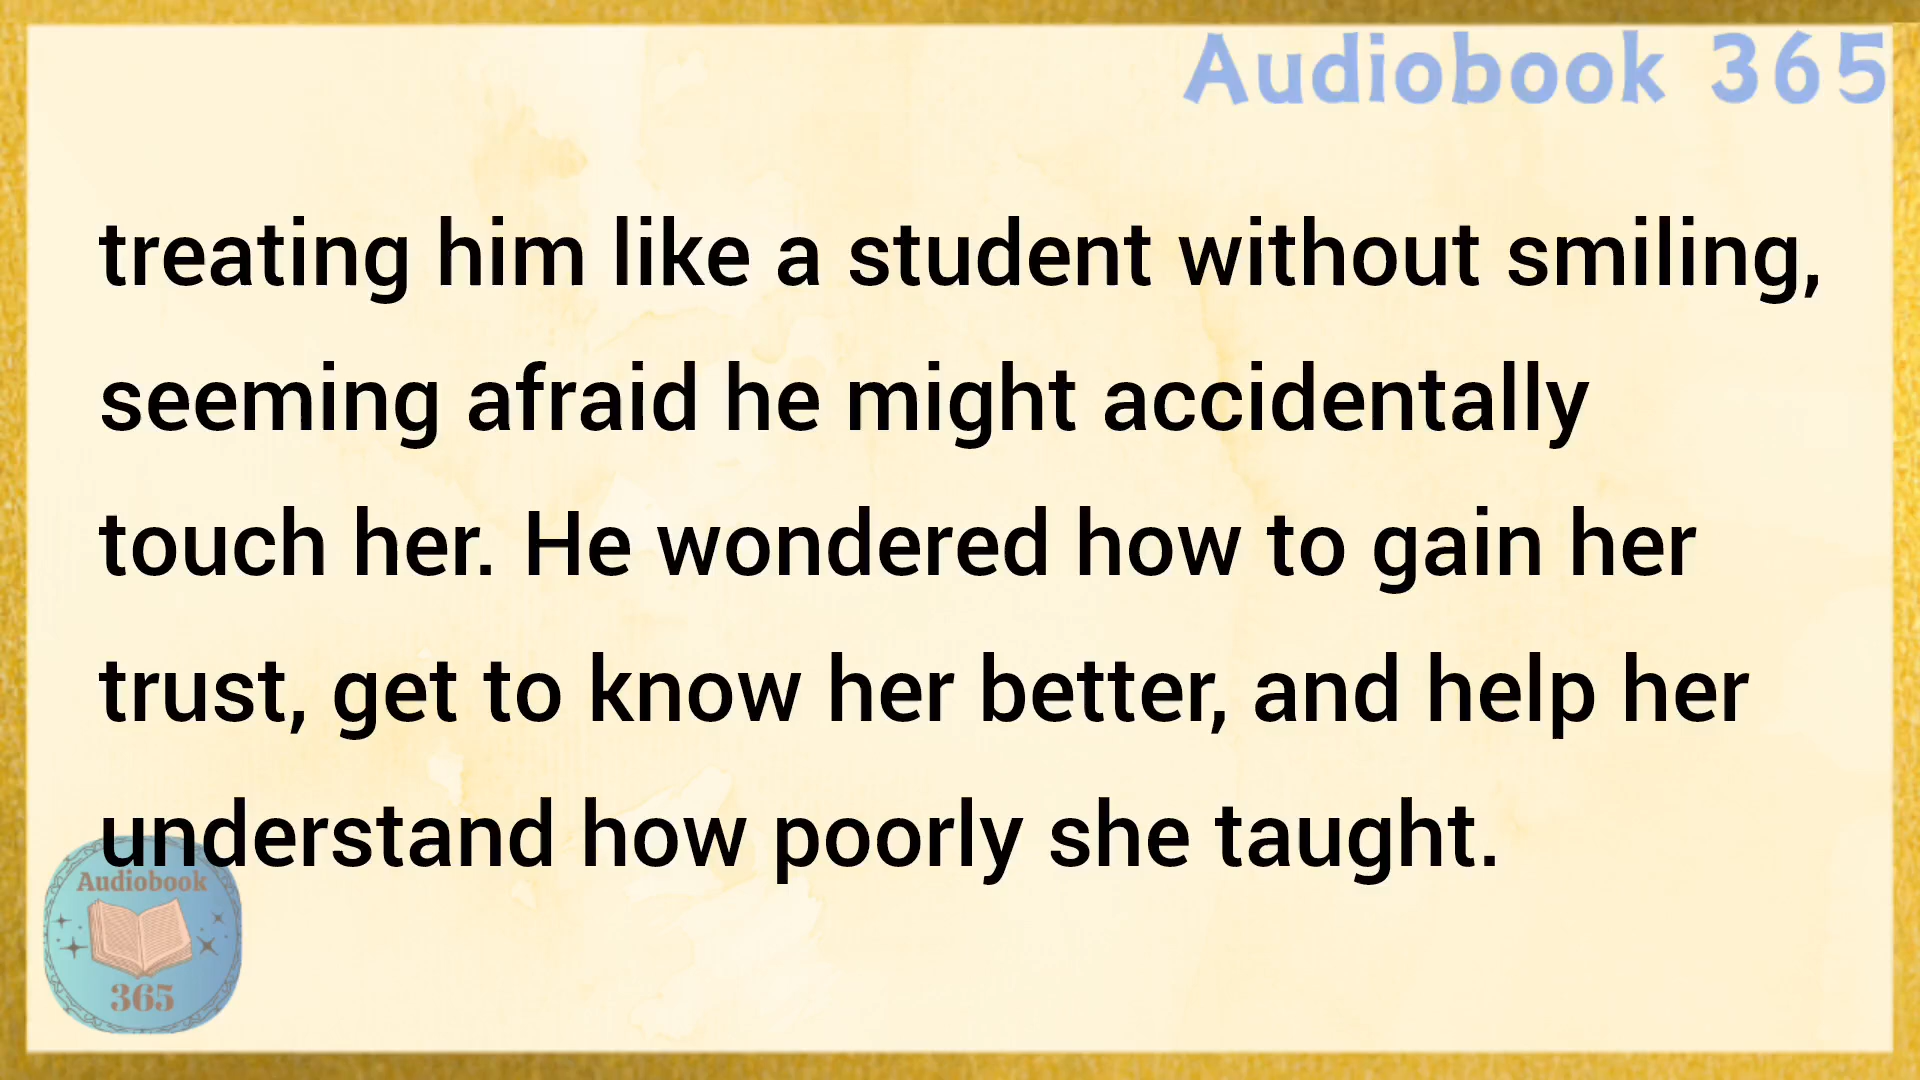 Audiobook 365
treating him like a student without smiling,
seeming afraid he might accidentally
touch her. He wondered how to gain her
trust, get to know her better, and help her
understand how poorly she taught.
Audiobook
365